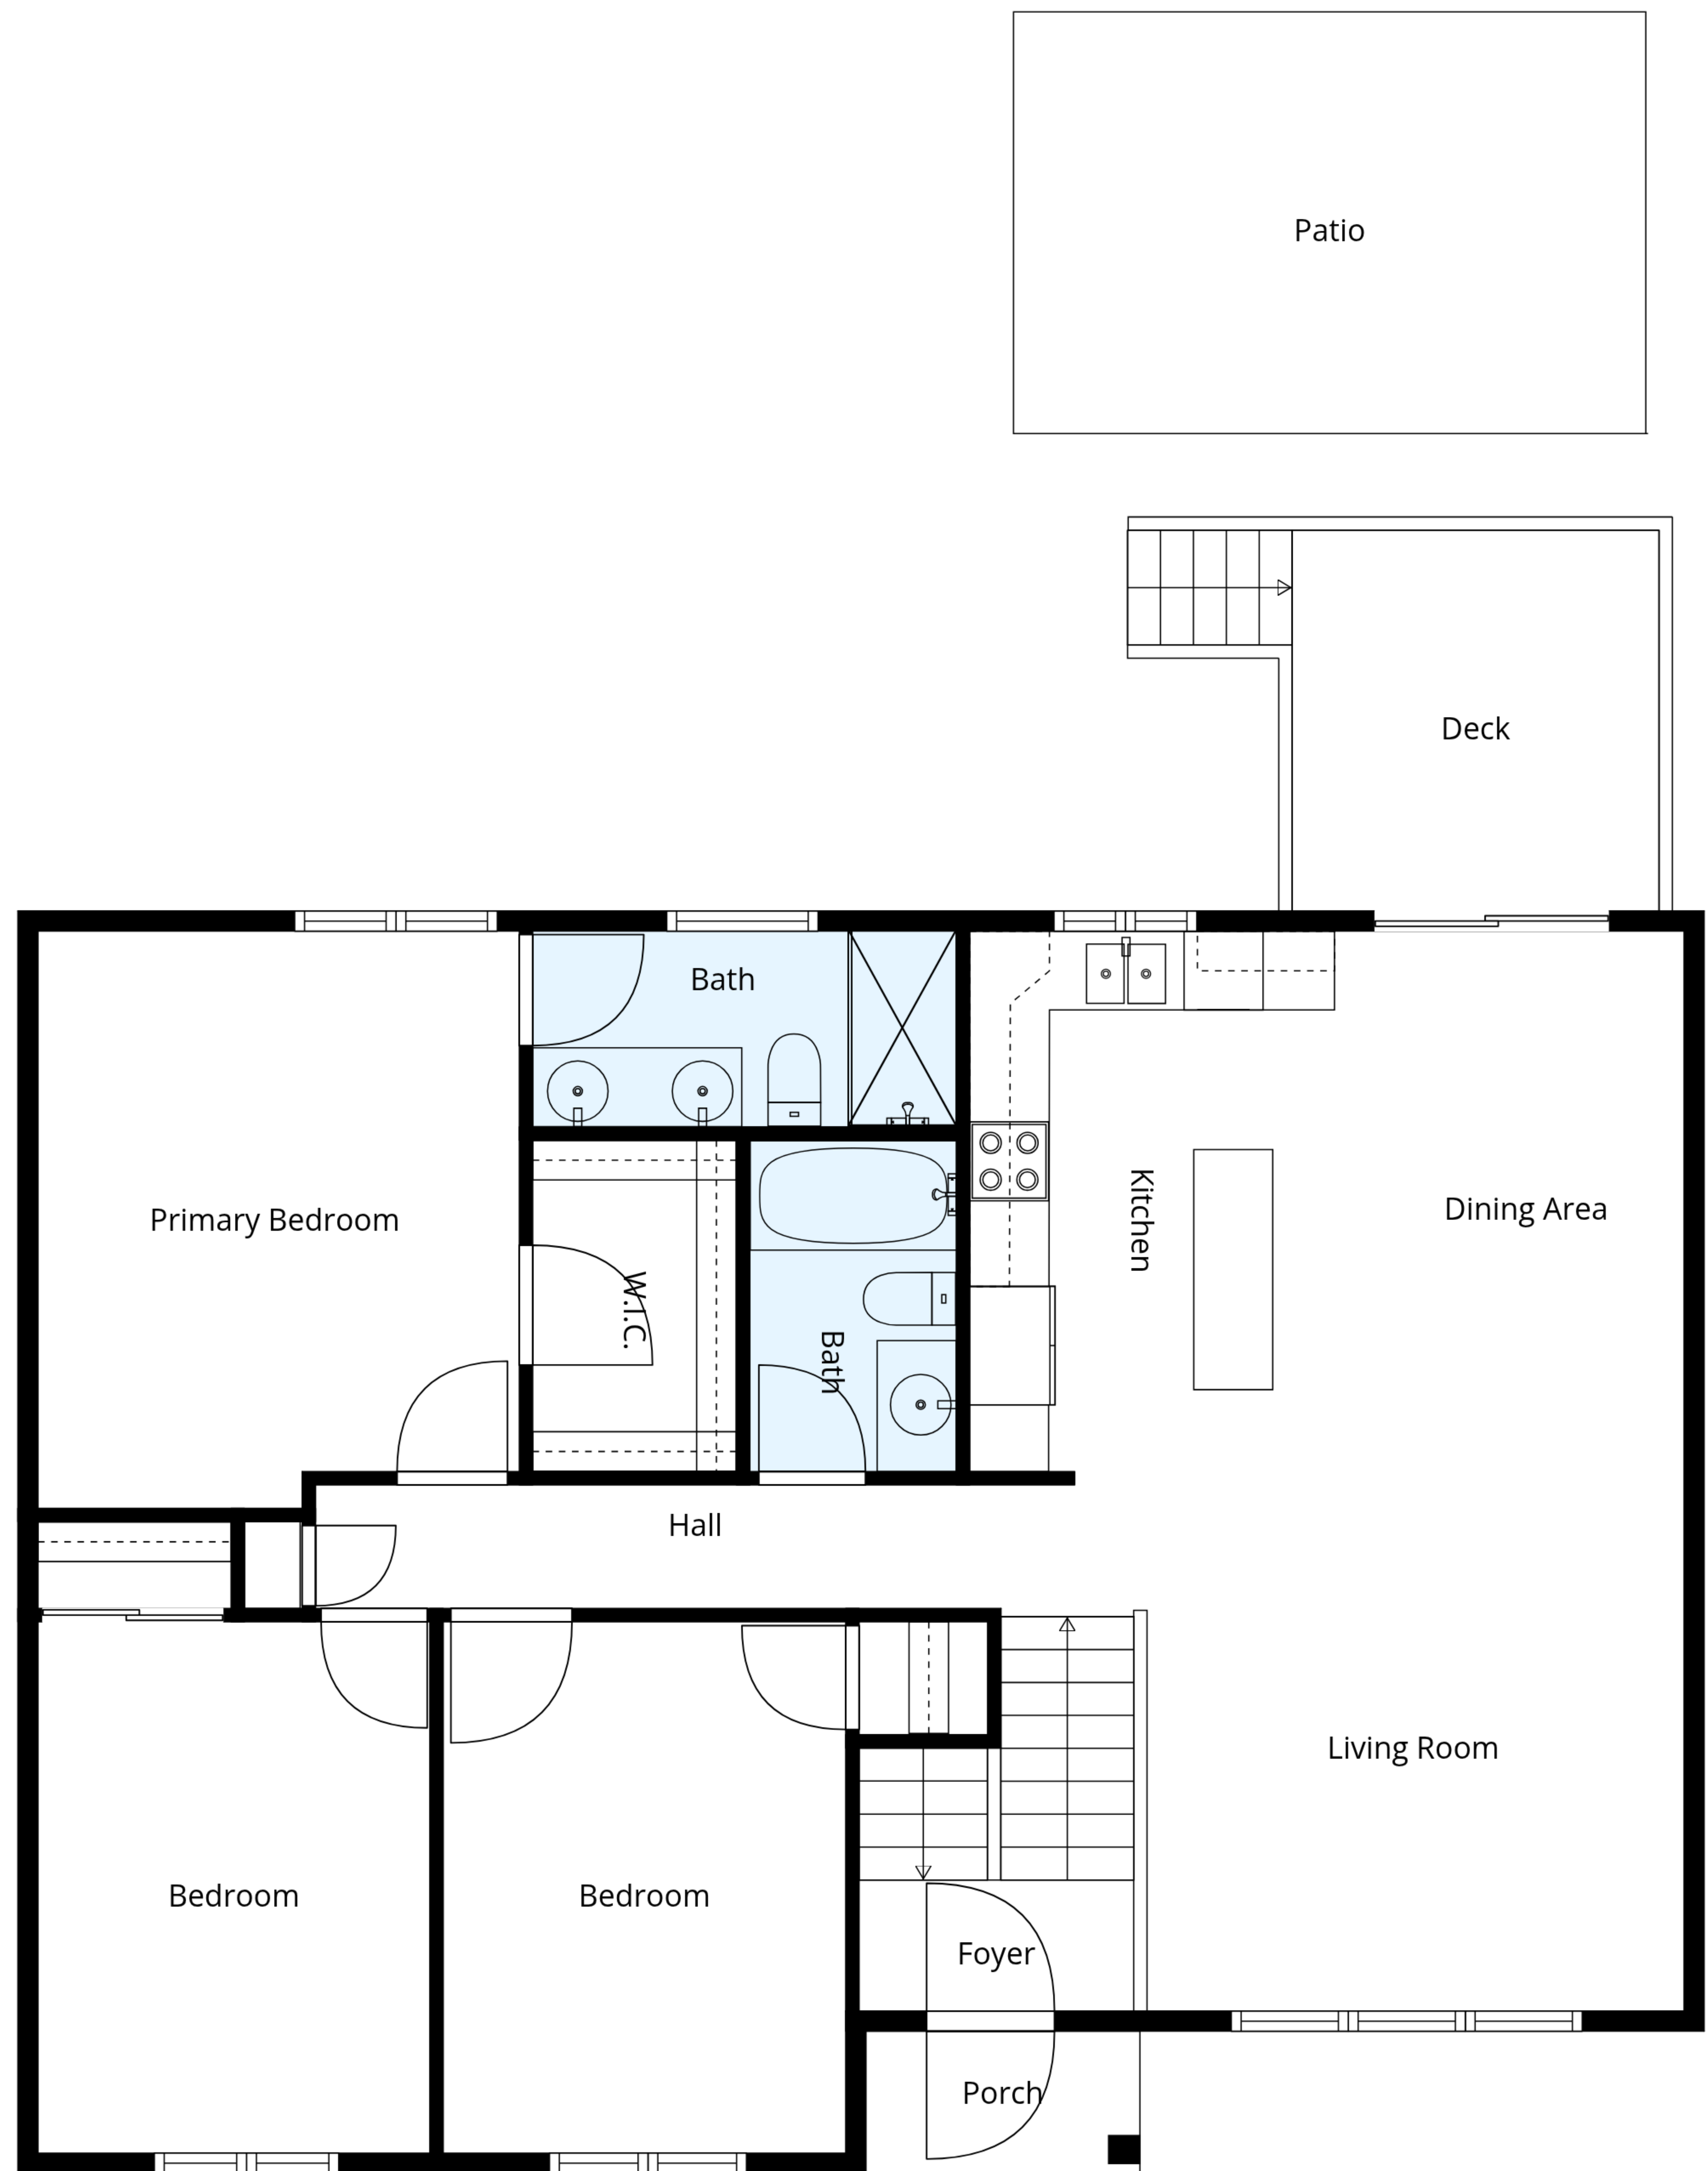 Patio
Deck
Bath
Primary Bedroom
Kitchen
Dining Area
W.I.C.
Bath
Hall
Living Room
Bedroom
Bedroom
Foyer
Porch